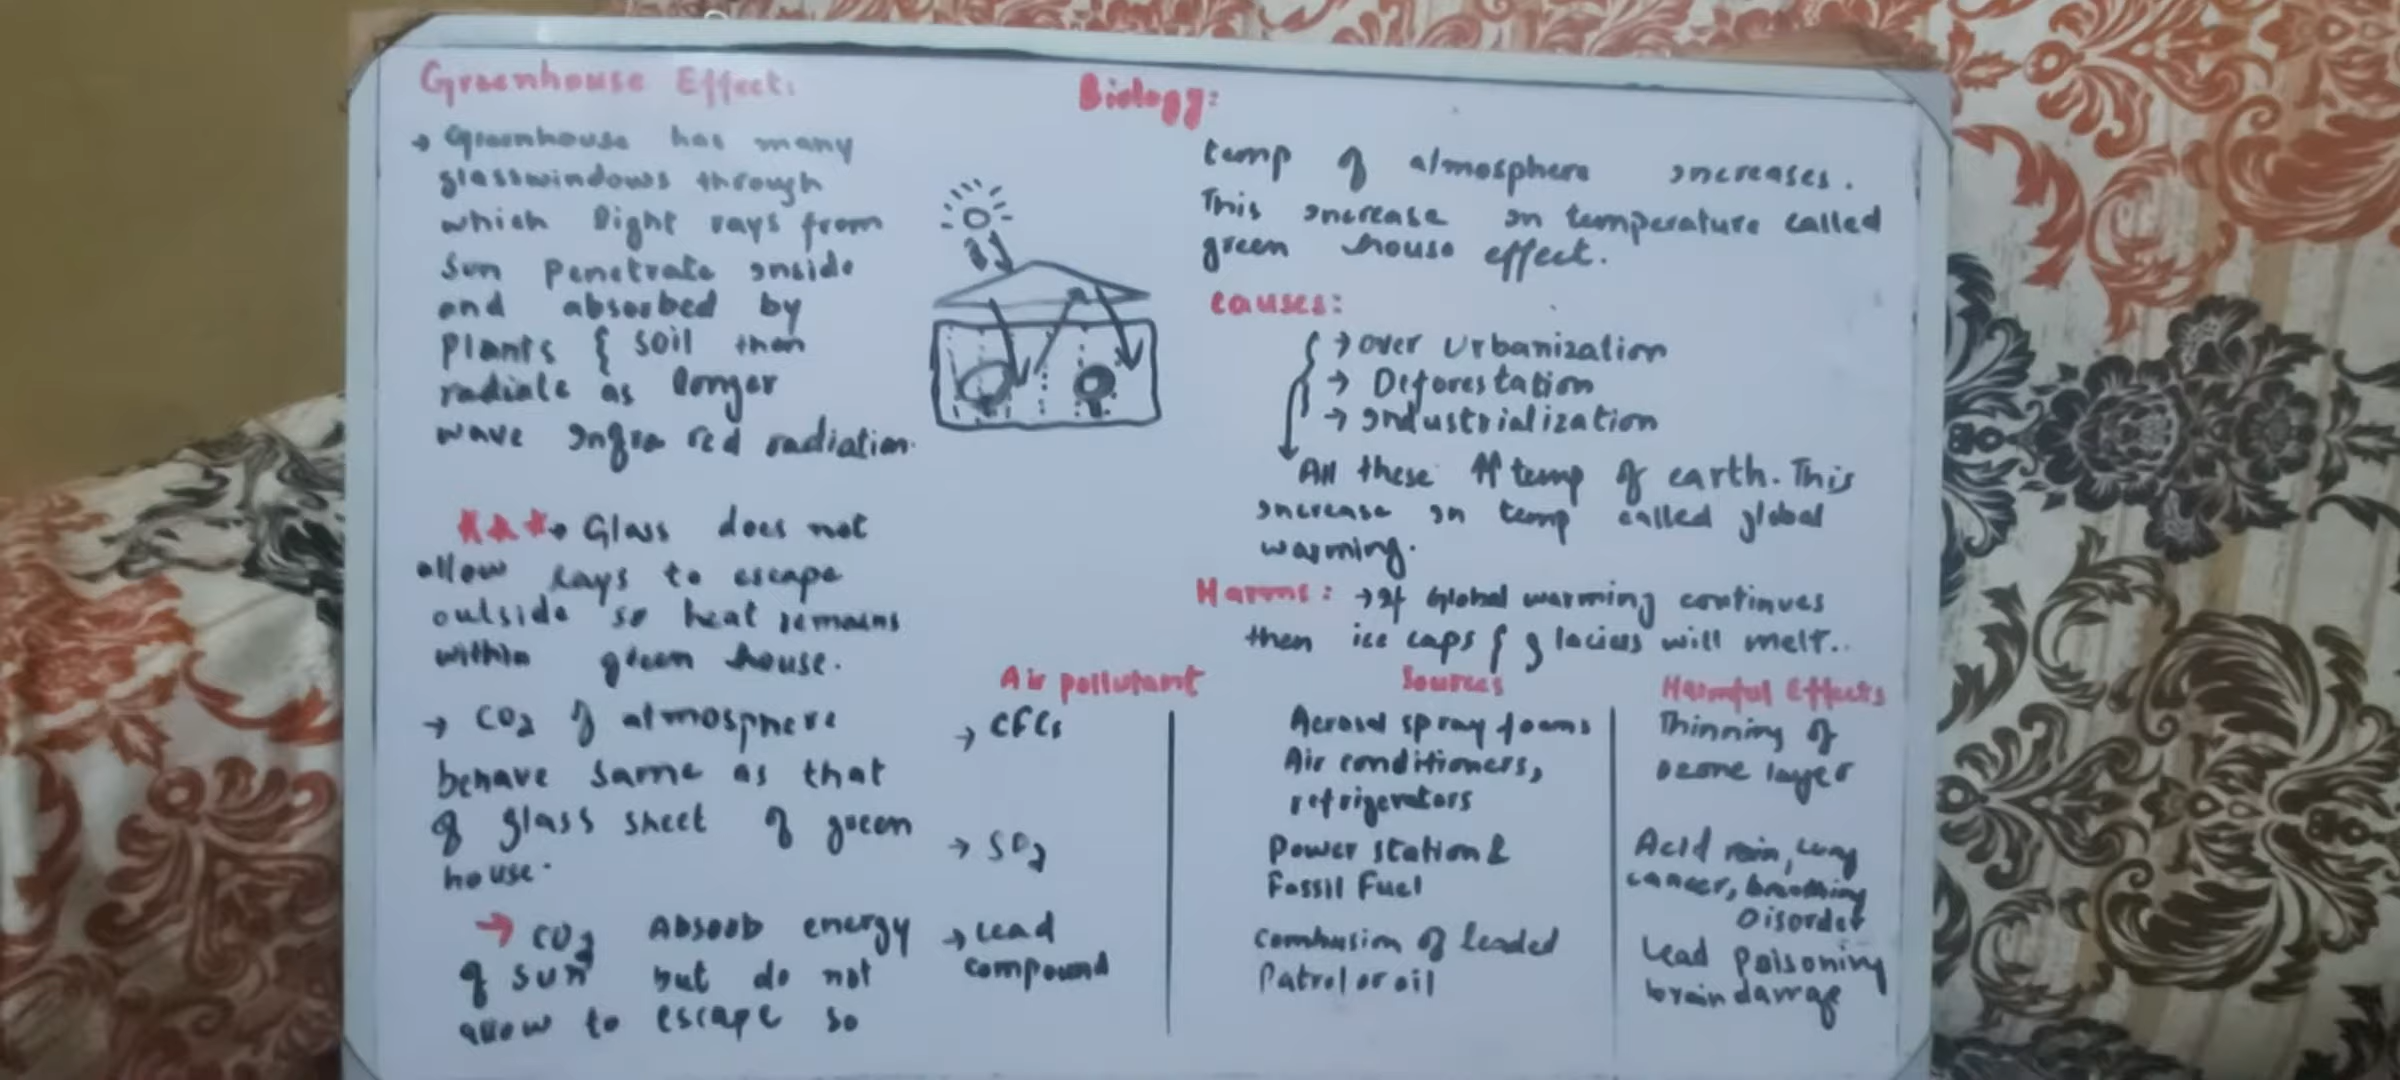 Biology:
Greenhouse Effect:
→ Greenhouse has many
glasswindows through
which light rays from
Sun Penetrate inside
and absorbed by
plants & soil then
radiate as longer
wave Infra red radiation.
*** → Glass does not
allow rays to escape
outside so heat remains
within green house.
→ CO2 of atmosphere
behave same as that
of glass sheet of green
house.
→ CO2 Absorb energy
of sun but do not
allow to escape so
temp of atmosphere increases.
This increase in temperature called
green house effect.
causes:
→ over Urbanization
→ Deforestation
→ industrialization
All these ⇈ temp of earth. This
increase in temp called global
warming.
Harms: → If Global warming continues
then ice caps & glaciers will melt..
Air pollutant Sources Harmful Effects
→ CFCs Aerosol spray foams Thinning of
Air conditioners, ozone layer
refrigerators
→ SO2 Power station & Acid rain, lung
Fossil Fuel cancer, breathing
Disorder
→ Lead combusion of leaded Lead Poisoning
compound Patrol or oil brain damage